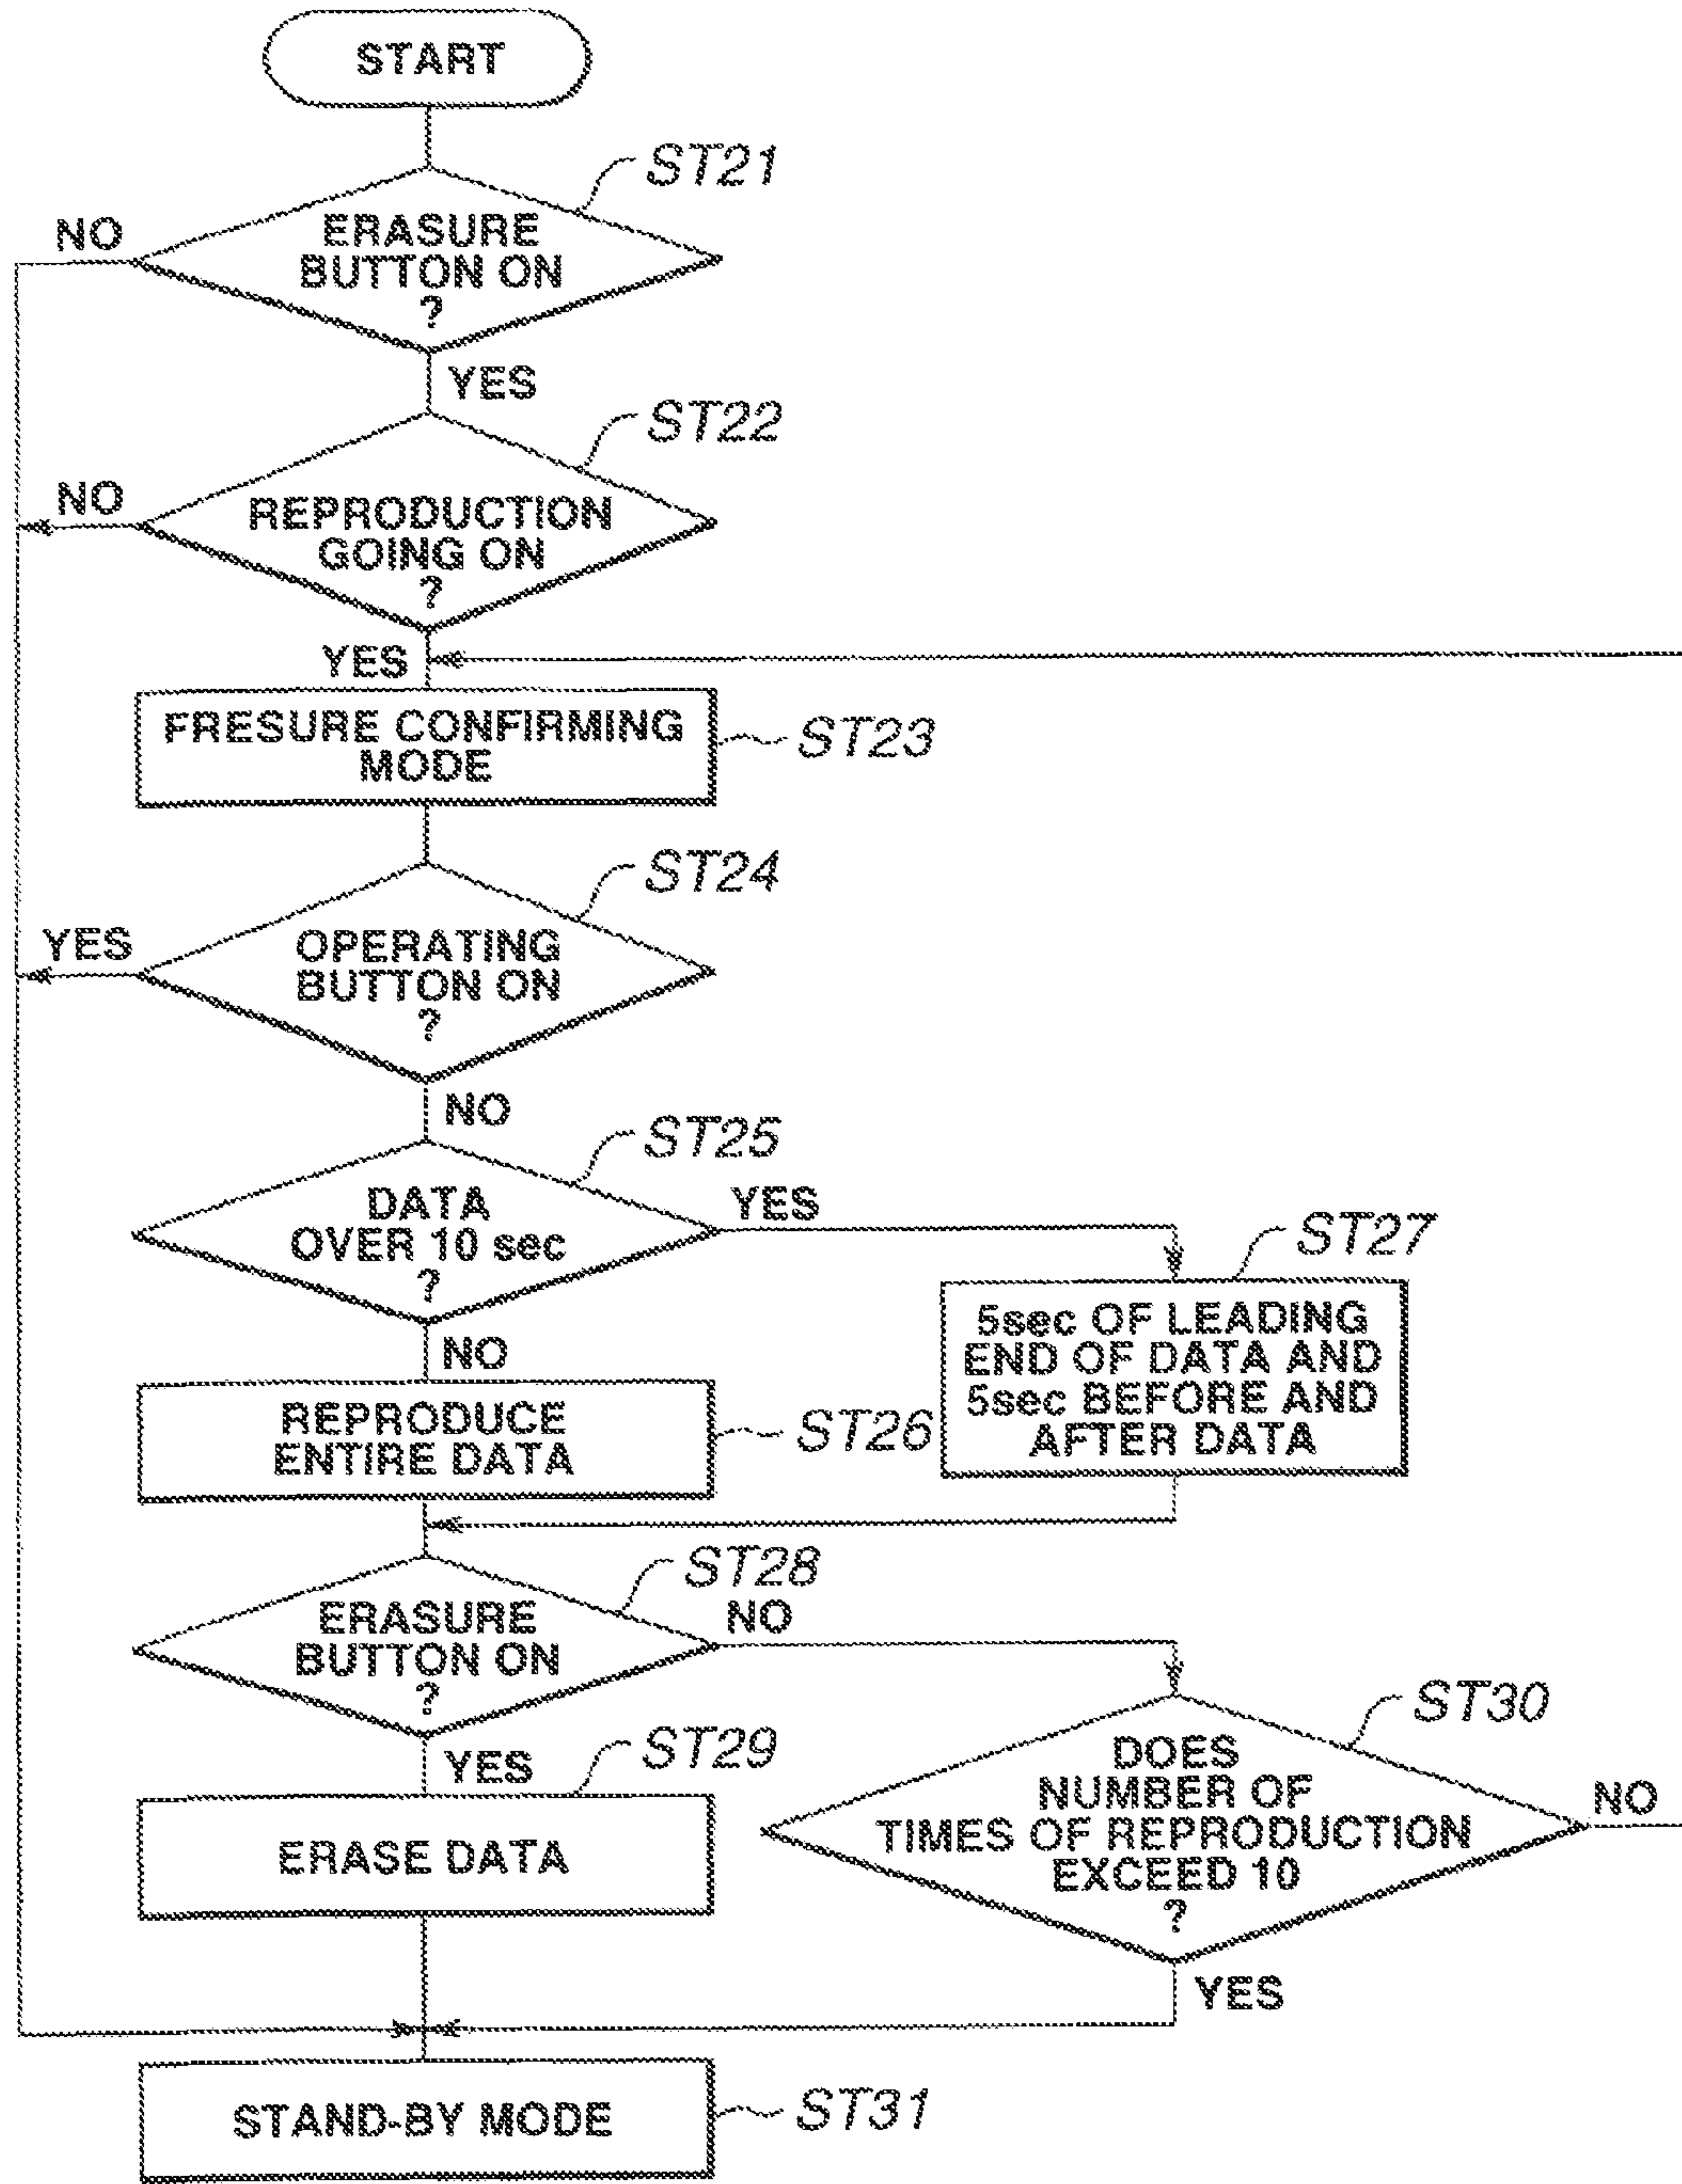 START
ST21
NO
ERASURE
BUTTON ON
?
YES
ST22
NO
REPRODUCTION
GOING ON
?
YES
FRESURE CONFIRMING
MODE
ST23
ST24
YES
OPERATING
BUTTON ON
?
NO
ST25
YES
DATA
OVER 10 sec
?
ST27
5sec OF LEADING
END OF DATA AND
5sec BEFORE AND
AFTER DATA
NO
REPRODUCE
ENTIRE DATA
ST26
ST28
NO
ERASURE
BUTTON ON
?
YES
ST29
ERASE DATA
ST30
DOES
NUMBER OF
TIMES OF REPRODUCTION
EXCEED 10
?
NO
YES
STAND-BY MODE
ST31